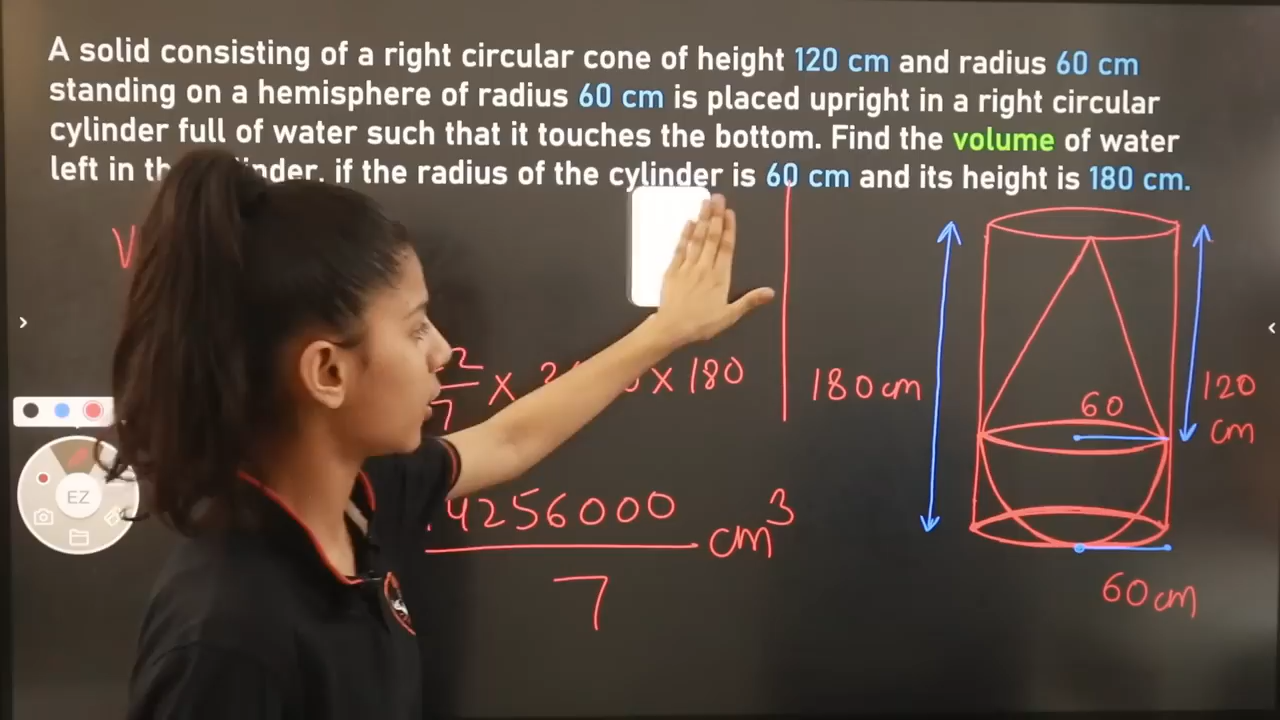 A solid consisting of a right circular cone of height 120 cm and radius 60 cm
standing on a hemisphere of radius 60 cm is placed upright in a right circular
cylinder full of water such that it touches the bottom. Find the volume of water
left in if the radius of the cylinder is 60 cm and its height is 180 cm.
V
x x 180
7
4256000 cm³
7
180 cm
60
120
cm
60 cm
EZ